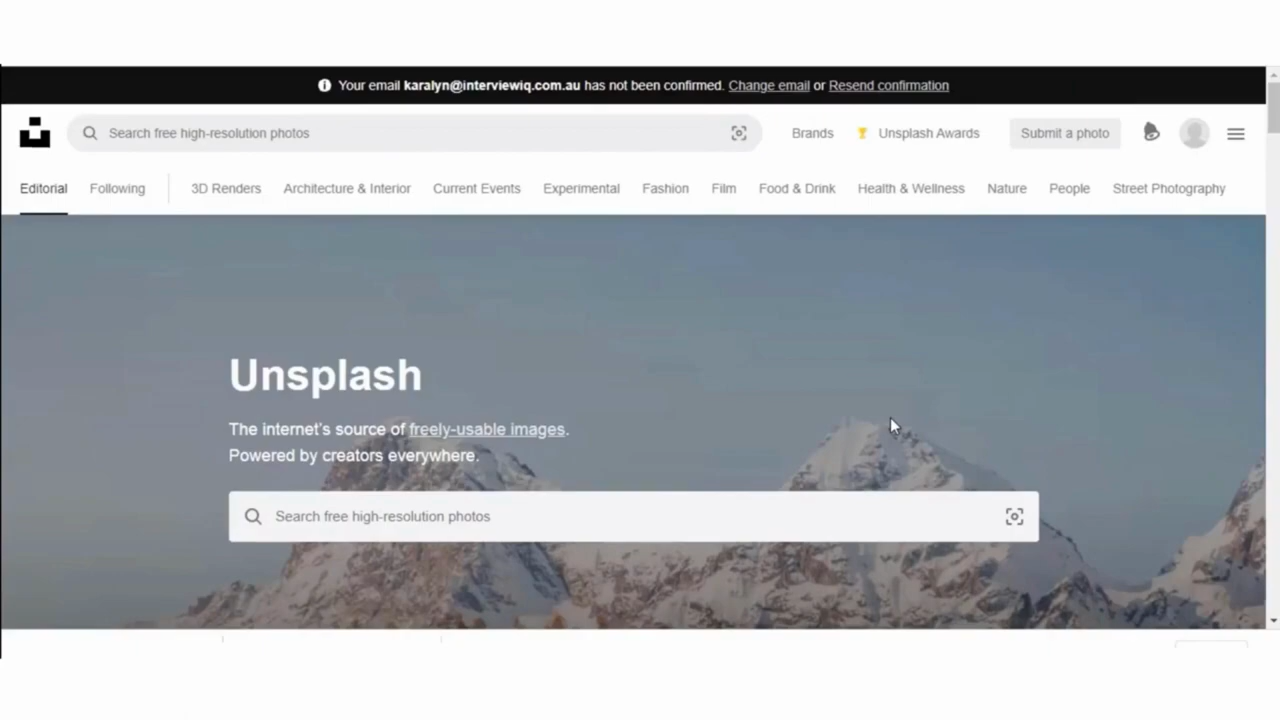 Your email karalyn@interviewiq.com.au has not been confirmed. Change email or Resend confirmation
Search free high-resolution photos
Brands
Unsplash Awards
Submit a photo
Editorial
Following
3D Renders
Architecture & Interior
Current Events
Experimental
Fashion
Film
Food & Drink
Health & Wellness
Nature
People
Street Photography
Unsplash
The internet's source of freely-usable images.
Powered by creators everywhere.
Search free high-resolution photos